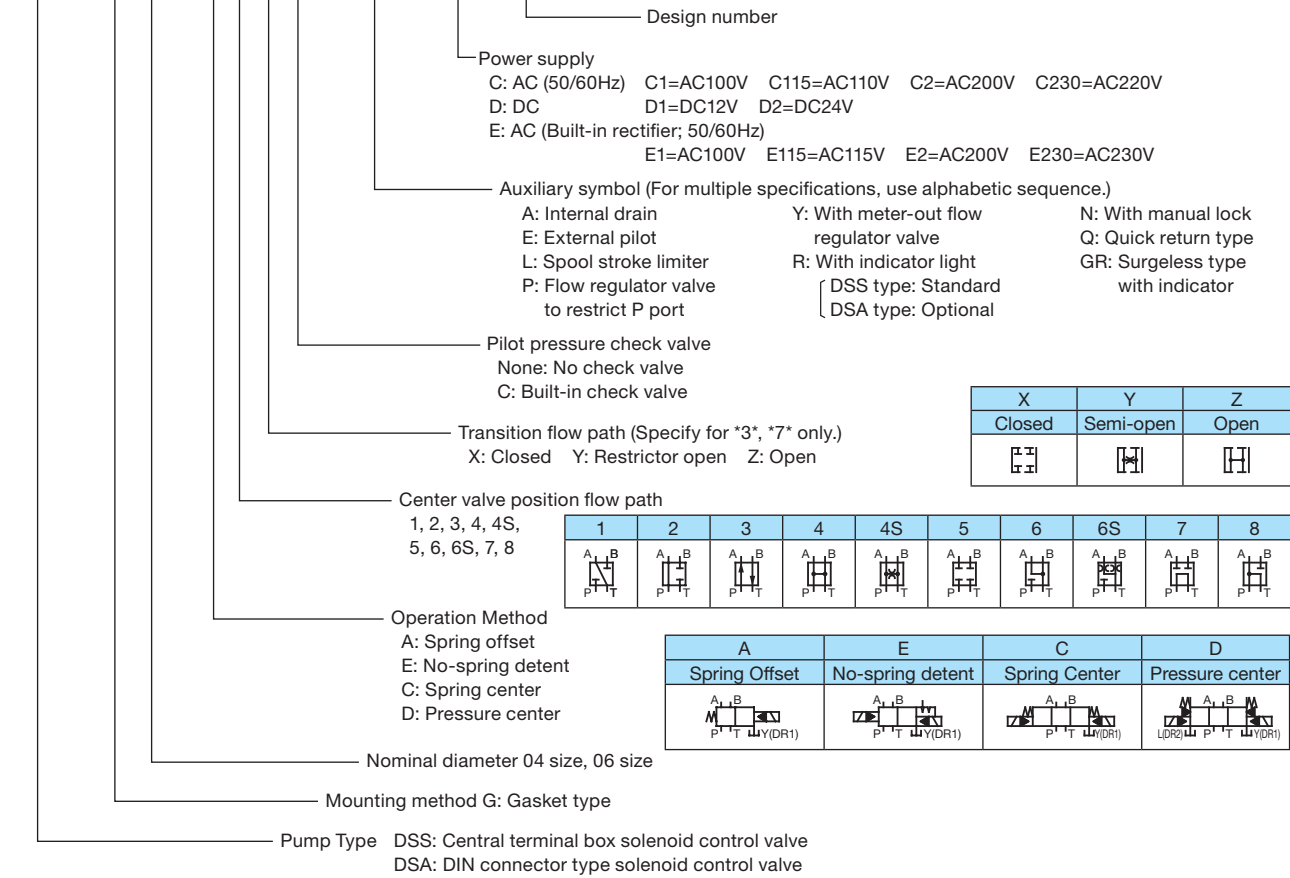 Design number
Power supply
C: AC (50/60Hz) C1=AC100V C115=AC110V C2=AC200V C230=AC220V
D: DC D1=DC12V D2=DC24V
E: AC (Built-in rectifier; 50/60Hz)
E1=AC100V E115=AC115V E2=AC200V E230=AC230V
Auxiliary symbol (For multiple specifications, use alphabetic sequence.)
A: Internal drain
E: External pilot
L: Spool stroke limiter
P: Flow regulator valve
to restrict P port
Y: With meter-out flow
regulator valve
R: With indicator light
DSS type: Standard
DSA type: Optional
N: With manual lock
Q: Quick return type
GR: Surgeless type
with indicator
Pilot pressure check valve
None: No check valve
C: Built-in check valve
X Y Z
Closed Semi-open Open
Transition flow path (Specify for *3*, *7* only.)
X: Closed Y: Restrictor open Z: Open
Center valve position flow path
1, 2, 3, 4, 4S,
5, 6, 6S, 7, 8
1 2 3 4 4S 5 6 6S 7 8
A B A B A B A B A B A B A B A B A B A B
P T P T P T P T P T P T P T P T P T P T
Operation Method
A: Spring offset
E: No-spring detent
C: Spring center
D: Pressure center
A E C D
Spring Offset No-spring detent Spring Center Pressure center
A B A B A B A B
P T Y(DR1) P T Y(DR1) P T Y(DR1) L(DR2) P T Y(DR1)
Nominal diameter 04 size, 06 size
Mounting method G: Gasket type
Pump Type DSS: Central terminal box solenoid control valve
DSA: DIN connector type solenoid control valve